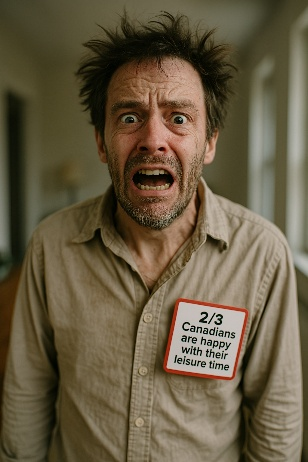 2/3
Canadians
are happy
with their
leisure time